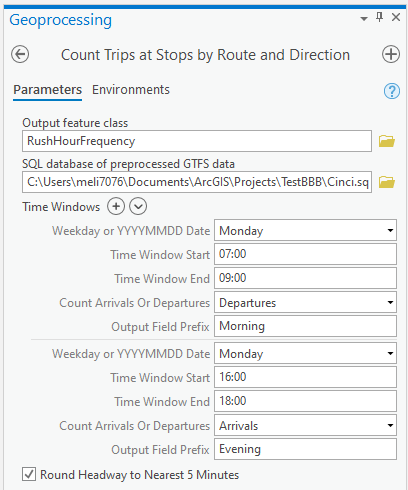 Geoprocessing
Count Trips at Stops by Route and Direction
Parameters Environments
Output feature class
RushHourFrequency
SQL database of preprocessed GTFS data
C:\Users\meli7076\Documents\ArcGIS\Projects\TestBBB\Cinci.sq
Time Windows
Weekday or YYYYMMDD Date Monday
Time Window Start 07:00
Time Window End 09:00
Count Arrivals Or Departures Departures
Output Field Prefix Morning
Weekday or YYYYMMDD Date Monday
Time Window Start 16:00
Time Window End 18:00
Count Arrivals Or Departures Arrivals
Output Field Prefix Evening
Round Headway to Nearest 5 Minutes